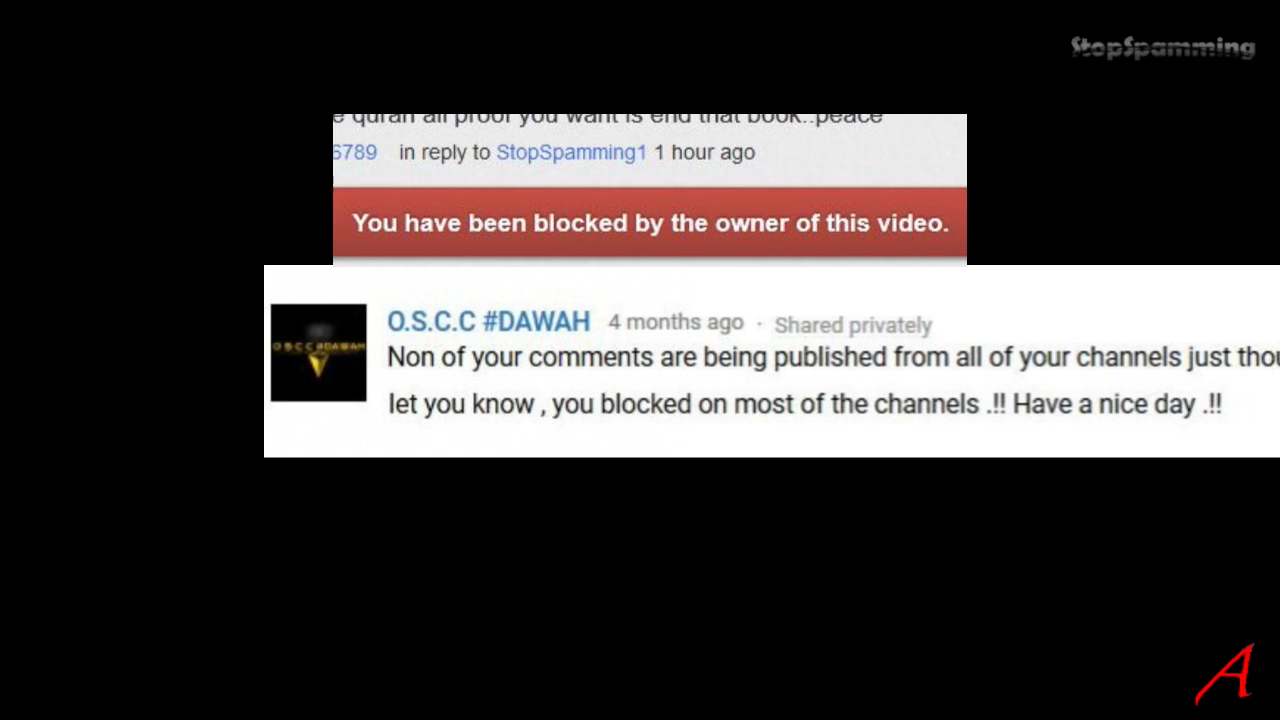 StopSpamming
e quran all proof you want is end that book..peace
6789 in reply to StopSpamming1 1 hour ago
You have been blocked by the owner of this video.
O.S.C.C #DAWAH 4 months ago · Shared privately
Non of your comments are being published from all of your channels just
let you know , you blocked on most of the channels .!! Have a nice day .!!
O S C C #DAWAH
A